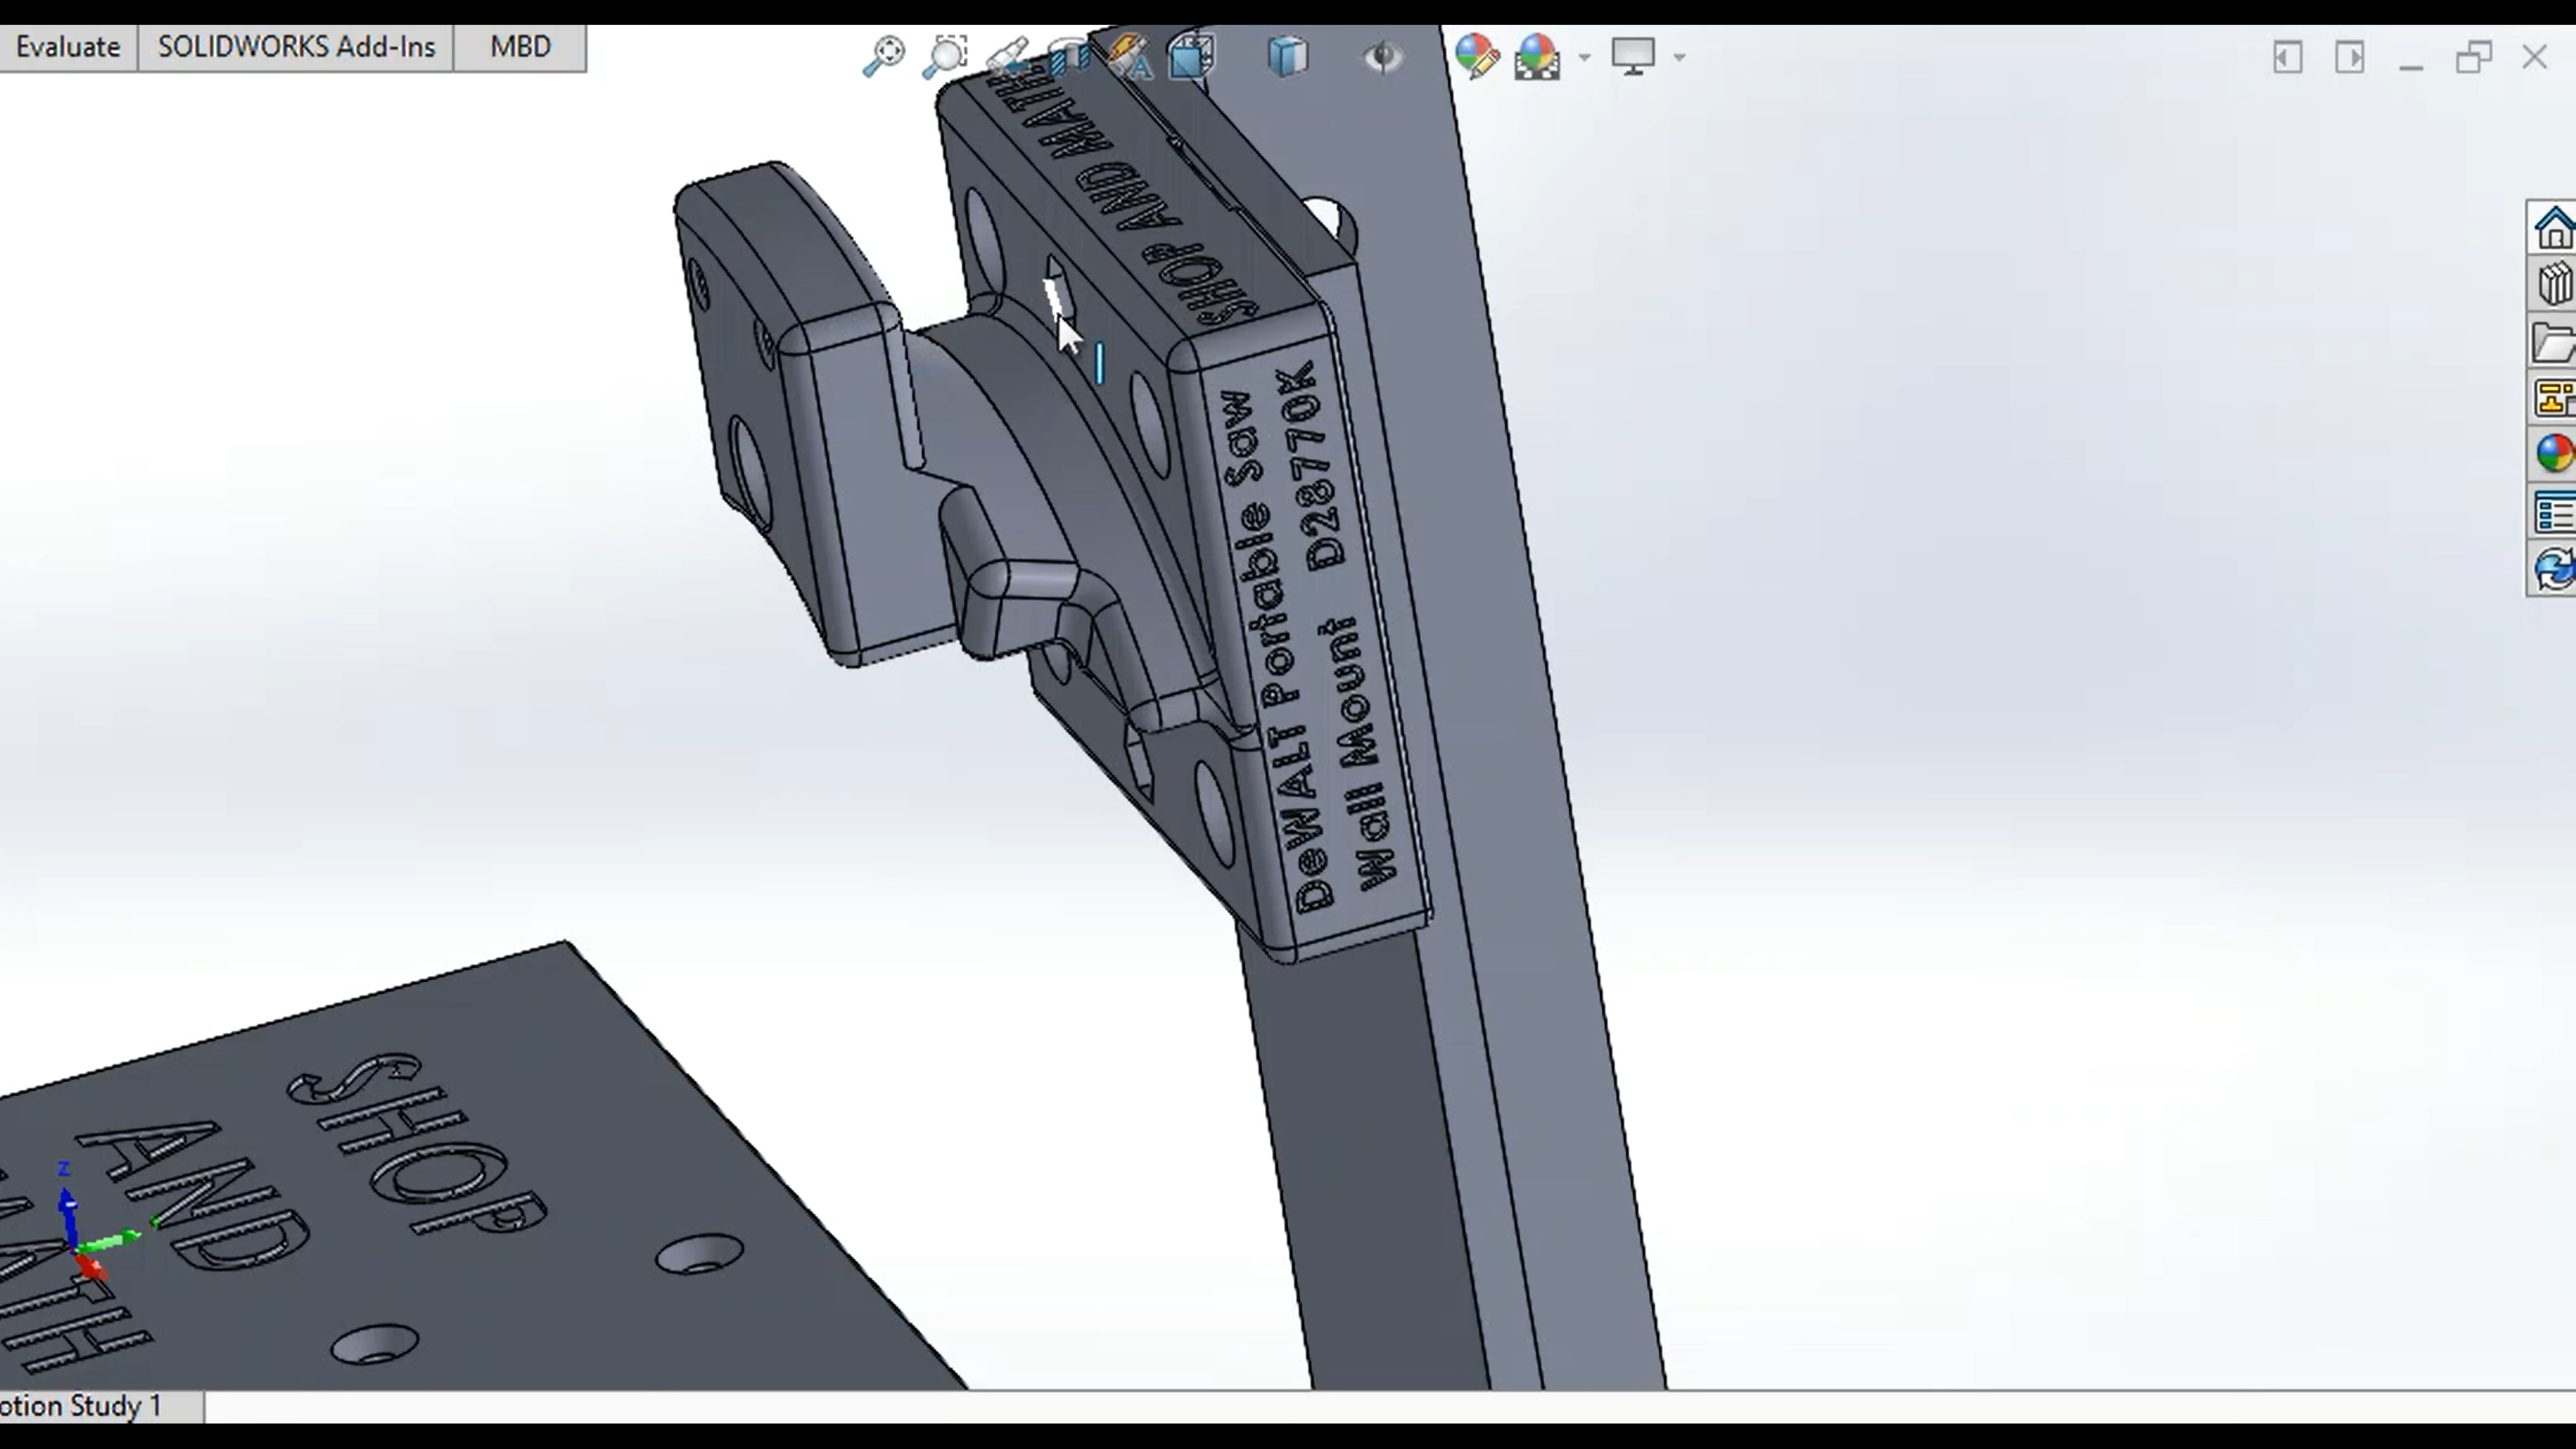 Evaluate
SOLIDWORKS Add-Ins
MBD
SHOP AND MATH
DeWALT Portable Saw
Wall Mount D28770K
SHOP
AND
MATH
z
otion Study 1